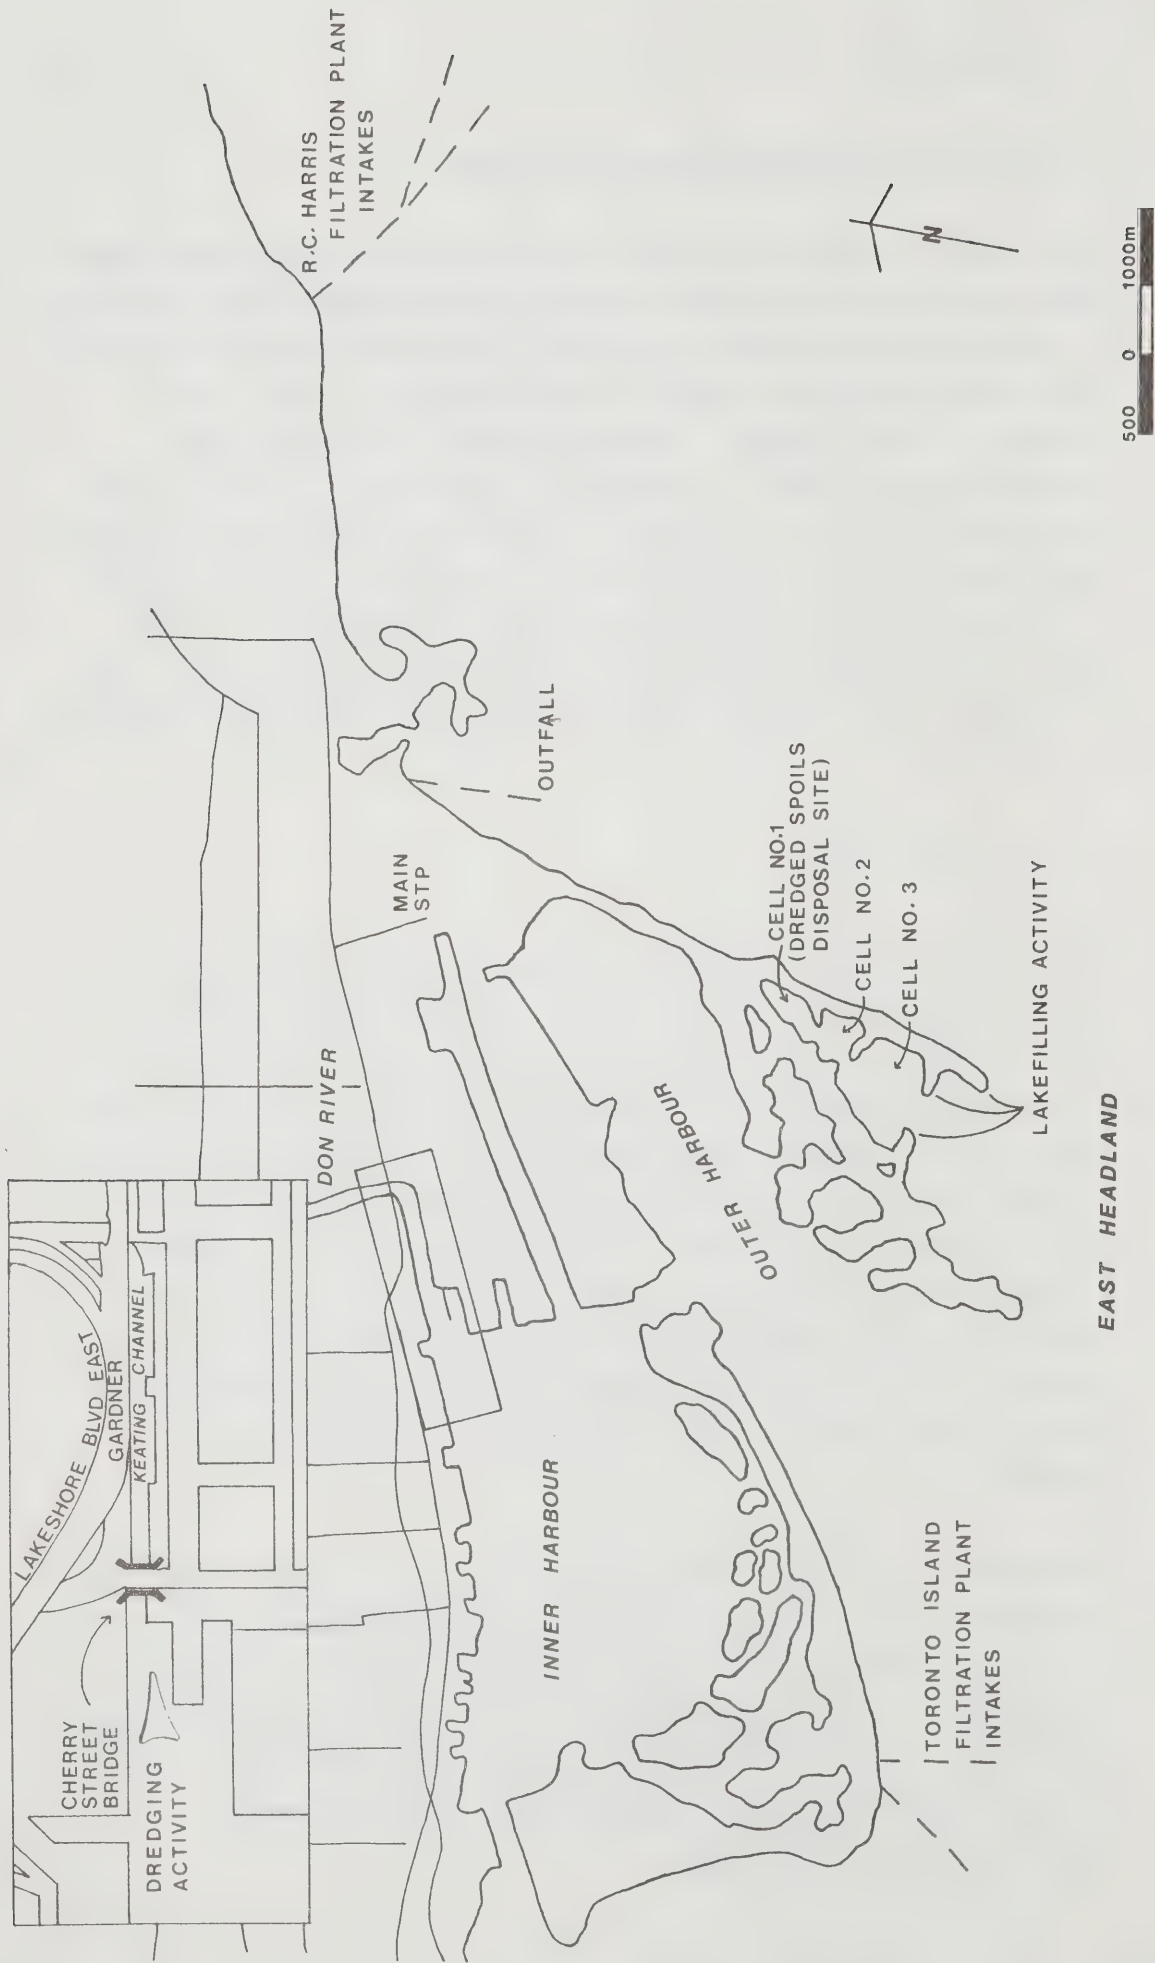 LAKESHORE BLVD EAST
GARDNER
KEATING CHANNEL
CHERRY
STREET
BRIDGE
DREDGING
ACTIVITY
DON RIVER
MAIN
STP
R.C. HARRIS
FILTRATION PLANT
INTAKES
OUTFALL
INNER HARBOUR
OUTER HARBOUR
CELL NO.1
(DREDGED SPOILS
DISPOSAL SITE)
CELL NO.2
CELL NO. 3
LAKEFILLING ACTIVITY
TORONTO ISLAND
FILTRATION PLANT
INTAKES
EAST HEADLAND
N
500 0 1000m